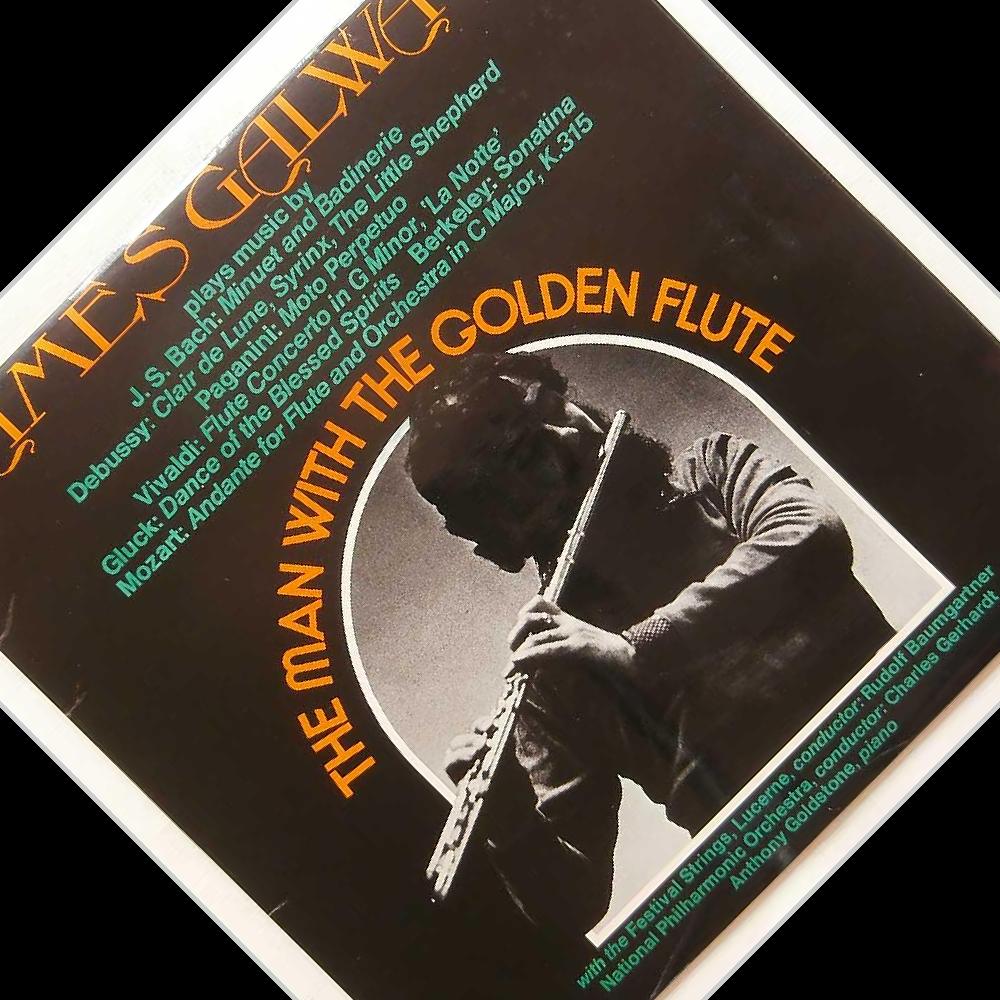 JAMES GALWA
plays music by
J. S. Bach: Minuet and Badinerie
Debussy: Clair de Lune, Syrinx, The Little Shepherd
Paganini: Moto Perpetuo
Vivaldi: Flute Concerto in G Minor, 'La Notte'
Gluck: Dance of the Blessed Spirits Berkeley: Sonatina
Mozart: Andante for Flute and Orchestra in C Major, K.315
THE MAN WITH THE GOLDEN FLUTE
with the Festival Strings, Lucerne, conductor: Rudolf Baumgartner
National Philharmonic Orchestra, conductor: Charles Gerhardt
Anthony Goldstone, piano